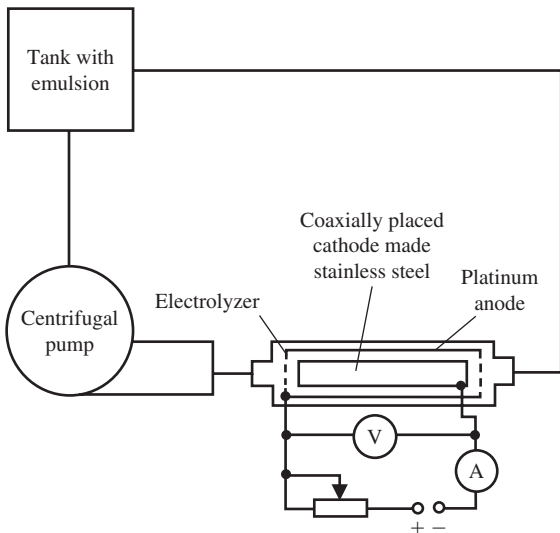 Tank with
emulsion
Coaxially placed
cathode made
stainless steel
Electrolyzer
Platinum
anode
Centrifugal
pump
V
A
+ −